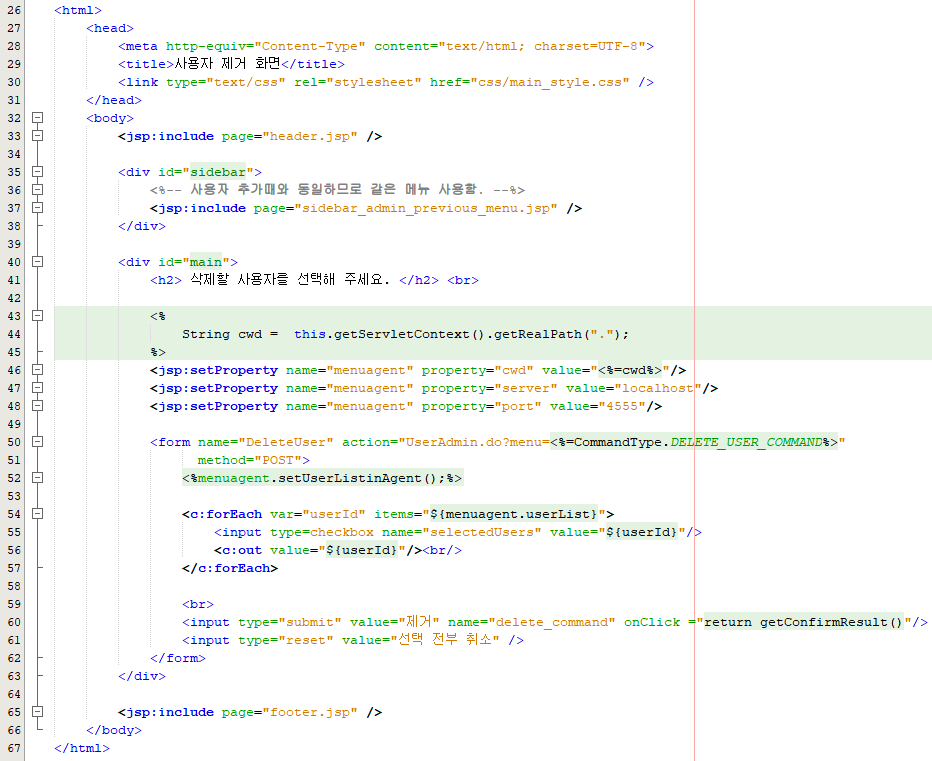 26 <html>
27 <head>
28 <meta http-equiv="Content-Type" content="text/html; charset=UTF-8">
29 <title>사용자 제거 화면</title>
30 <link type="text/css" rel="stylesheet" href="css/main_style.css" />
31 </head>
32 <body>
33 <jsp:include page="header.jsp" />
34
35 <div id="sidebar">
36 <%-- 사용자 추가때와 동일하므로 같은 메뉴 사용함. --%>
37 <jsp:include page="sidebar_admin_previous_menu.jsp" />
38 </div>
39
40 <div id="main">
41 <h2> 삭제할 사용자를 선택해 주세요. </h2> <br>
42
43 <%
44 String cwd =  this.getServletContext().getRealPath(".");
45 %>
46 <jsp:setProperty name="menuagent" property="cwd" value="<%=cwd%>"/>
47 <jsp:setProperty name="menuagent" property="server" value="localhost"/>
48 <jsp:setProperty name="menuagent" property="port" value="4555"/>
49
50 <form name="DeleteUser" action="UserAdmin.do?menu=<%=CommandType.DELETE_USER_COMMAND%>"
51 method="POST">
52 <%menuagent.setUserListinAgent();%>
53
54 <c:forEach var="userId" items="${menuagent.userList}">
55 <input type=checkbox name="selectedUsers" value="${userId}"/>
56 <c:out value="${userId}"/><br/>
57 </c:forEach>
58
59 <br>
60 <input type="submit" value="제거" name="delete_command" onClick ="return getConfirmResult()"/>
61 <input type="reset" value="선택 전부 취소" />
62 </form>
63 </div>
64
65 <jsp:include page="footer.jsp" />
66 </body>
67 </html>